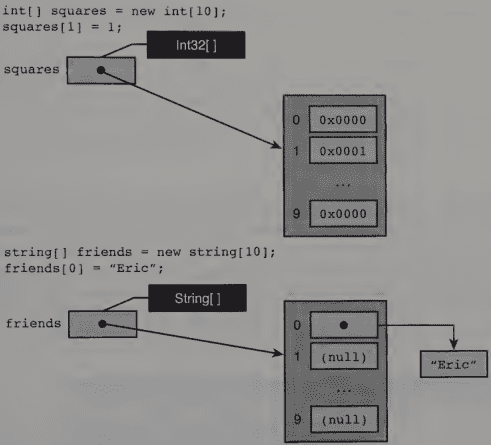 int[] squares = new int[10];
squares[1] = 1;
Int32[ ]
squares
0 0x0000
1 0x0001
...
9 0x0000
string[] friends = new string[10];
friends[0] = "Eric";
String[ ]
friends
0
1 (null)
"Eric"
...
9 (null)